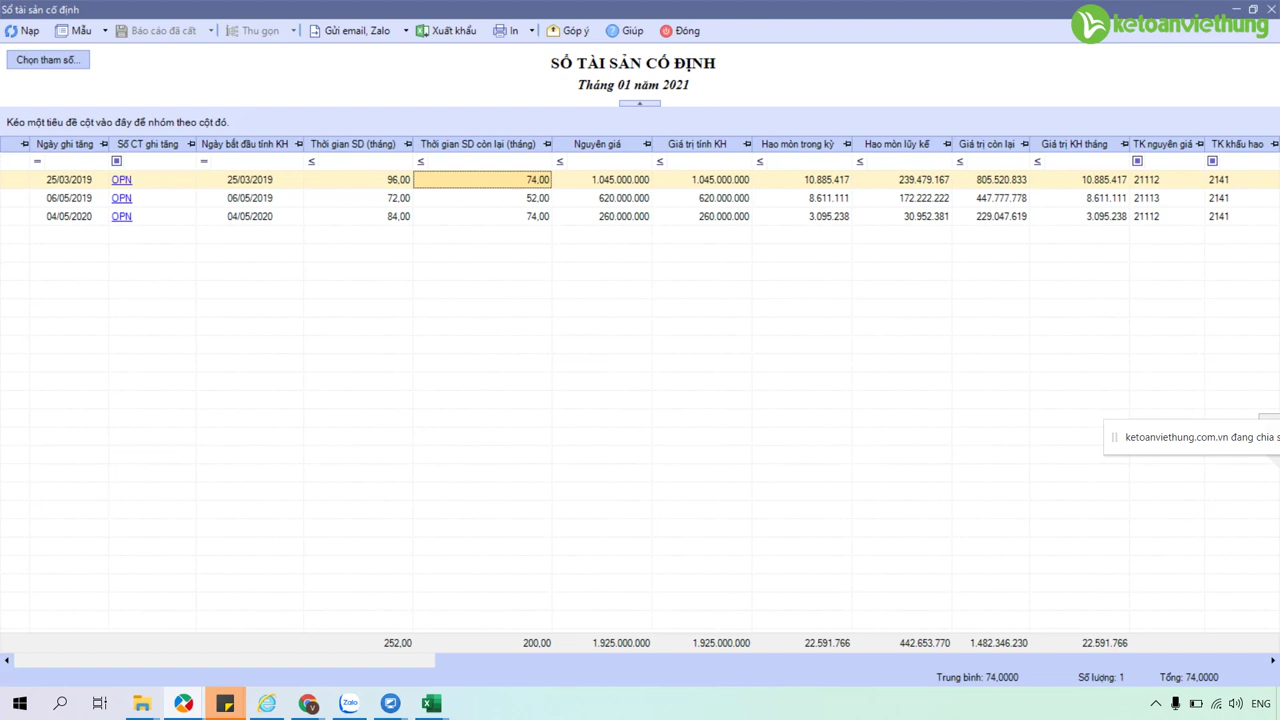 Sổ tài sản cố định
ketoanviethung
Nạp Mẫu Báo cáo đã cất Thu gọn Gửi email, Zalo Xuất khẩu In Góp ý Giúp Đóng
Chọn tham số...
SỔ TÀI SẢN CỐ ĐỊNH
Tháng 01 năm 2021
Kéo một tiêu đề cột vào đây để nhóm theo cột đó.
Ngày ghi tăng Số CT ghi tăng Ngày bắt đầu tính KH Thời gian SD (tháng) Thời gian SD còn lại (tháng) Nguyên giá Giá trị tính KH Hao mòn trong kỳ Hao mòn lũy kế Giá trị còn lại Giá trị KH tháng TK nguyên giá TK khấu hao
= = ≤ ≤ ≤ ≤ ≤ ≤ ≤ ≤
25/03/2019 OPN 25/03/2019 96,00 74,00 1.045.000.000 1.045.000.000 10.885.417 239.479.167 805.520.833 10.885.417 21112 2141
06/05/2019 OPN 06/05/2019 72,00 52,00 620.000.000 620.000.000 8.611.111 172.222.222 447.777.778 8.611.111 21113 2141
04/05/2020 OPN 04/05/2020 84,00 74,00 260.000.000 260.000.000 3.095.238 30.952.381 229.047.619 3.095.238 21112 2141
ketoanviethung.com.vn đang chia s
252,00 200,00 1.925.000.000 1.925.000.000 22.591.766 442.653.770 1.482.346.230 22.591.766
Trung bình: 74,0000 Số lượng: 1 Tổng: 74,0000
Zalo
ENG